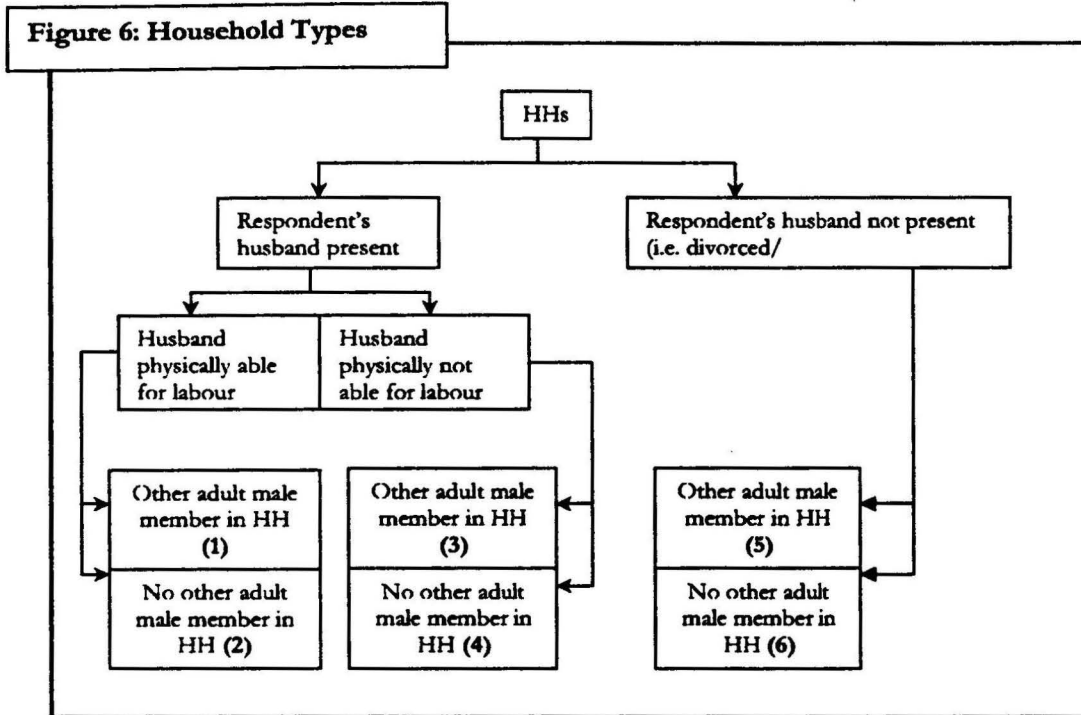 Figure 6: Household Types
HHs
Respondent's
husband present
Respondent's husband not present
(i.e. divorced/
Husband
physically able
for labour
Husband
physically not
able for labour
Other adult male
member in HH
(1)
No other adult
male member in
HH (2)
Other adult male
member in HH
(3)
No other adult
male member in
HH (4)
Other adult male
member in HH
(5)
No other adult
male member in
HH (6)